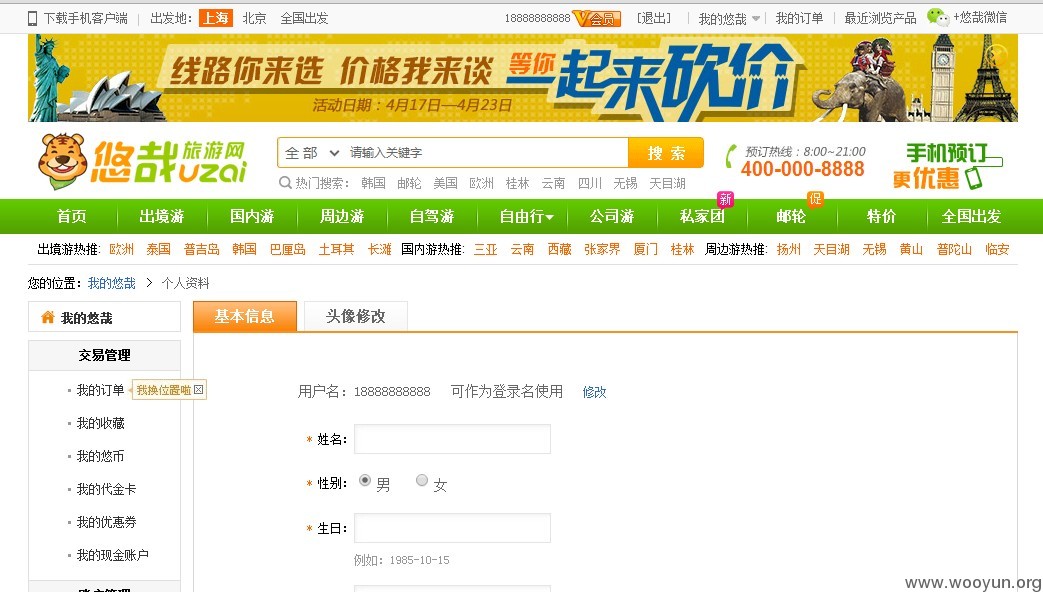 下载手机客户端 出发地: 上海 北京 全国出发 18888888888 V会员 [退出] 我的悠哉 我的订单 最近浏览产品 +悠哉微信
线路你来选 价格我来谈 等你一起来砍价
活动日期:4月17日—4月23日
悠哉旅游网 uzai
全部 请输入关键字 搜 索
热门搜索: 韩国 邮轮 美国 欧洲 桂林 云南 四川 无锡 天目湖
预订热线:8:00~21:00
400-000-8888
手机预订
更优惠
首页 出境游 国内游 周边游 自驾游 自由行 公司游 私家团 新 邮轮 促 特价 全国出发
出境游热推: 欧洲 泰国 普吉岛 韩国 巴厘岛 土耳其 长滩 国内游热推: 三亚 云南 西藏 张家界 厦门 桂林 周边游热推: 扬州 天目湖 无锡 黄山 普陀山 临安
您的位置: 我的悠哉 > 个人资料
我的悠哉
基本信息 头像修改
交易管理
我的订单 我换位置啦
我的收藏
我的悠币
我的代金卡
我的优惠券
我的现金账户
用户名: 18888888888 可作为登录名使用 修改
* 姓名:
* 性别: 男 女
* 生日:
例如: 1985-10-15
www.wooyun.org